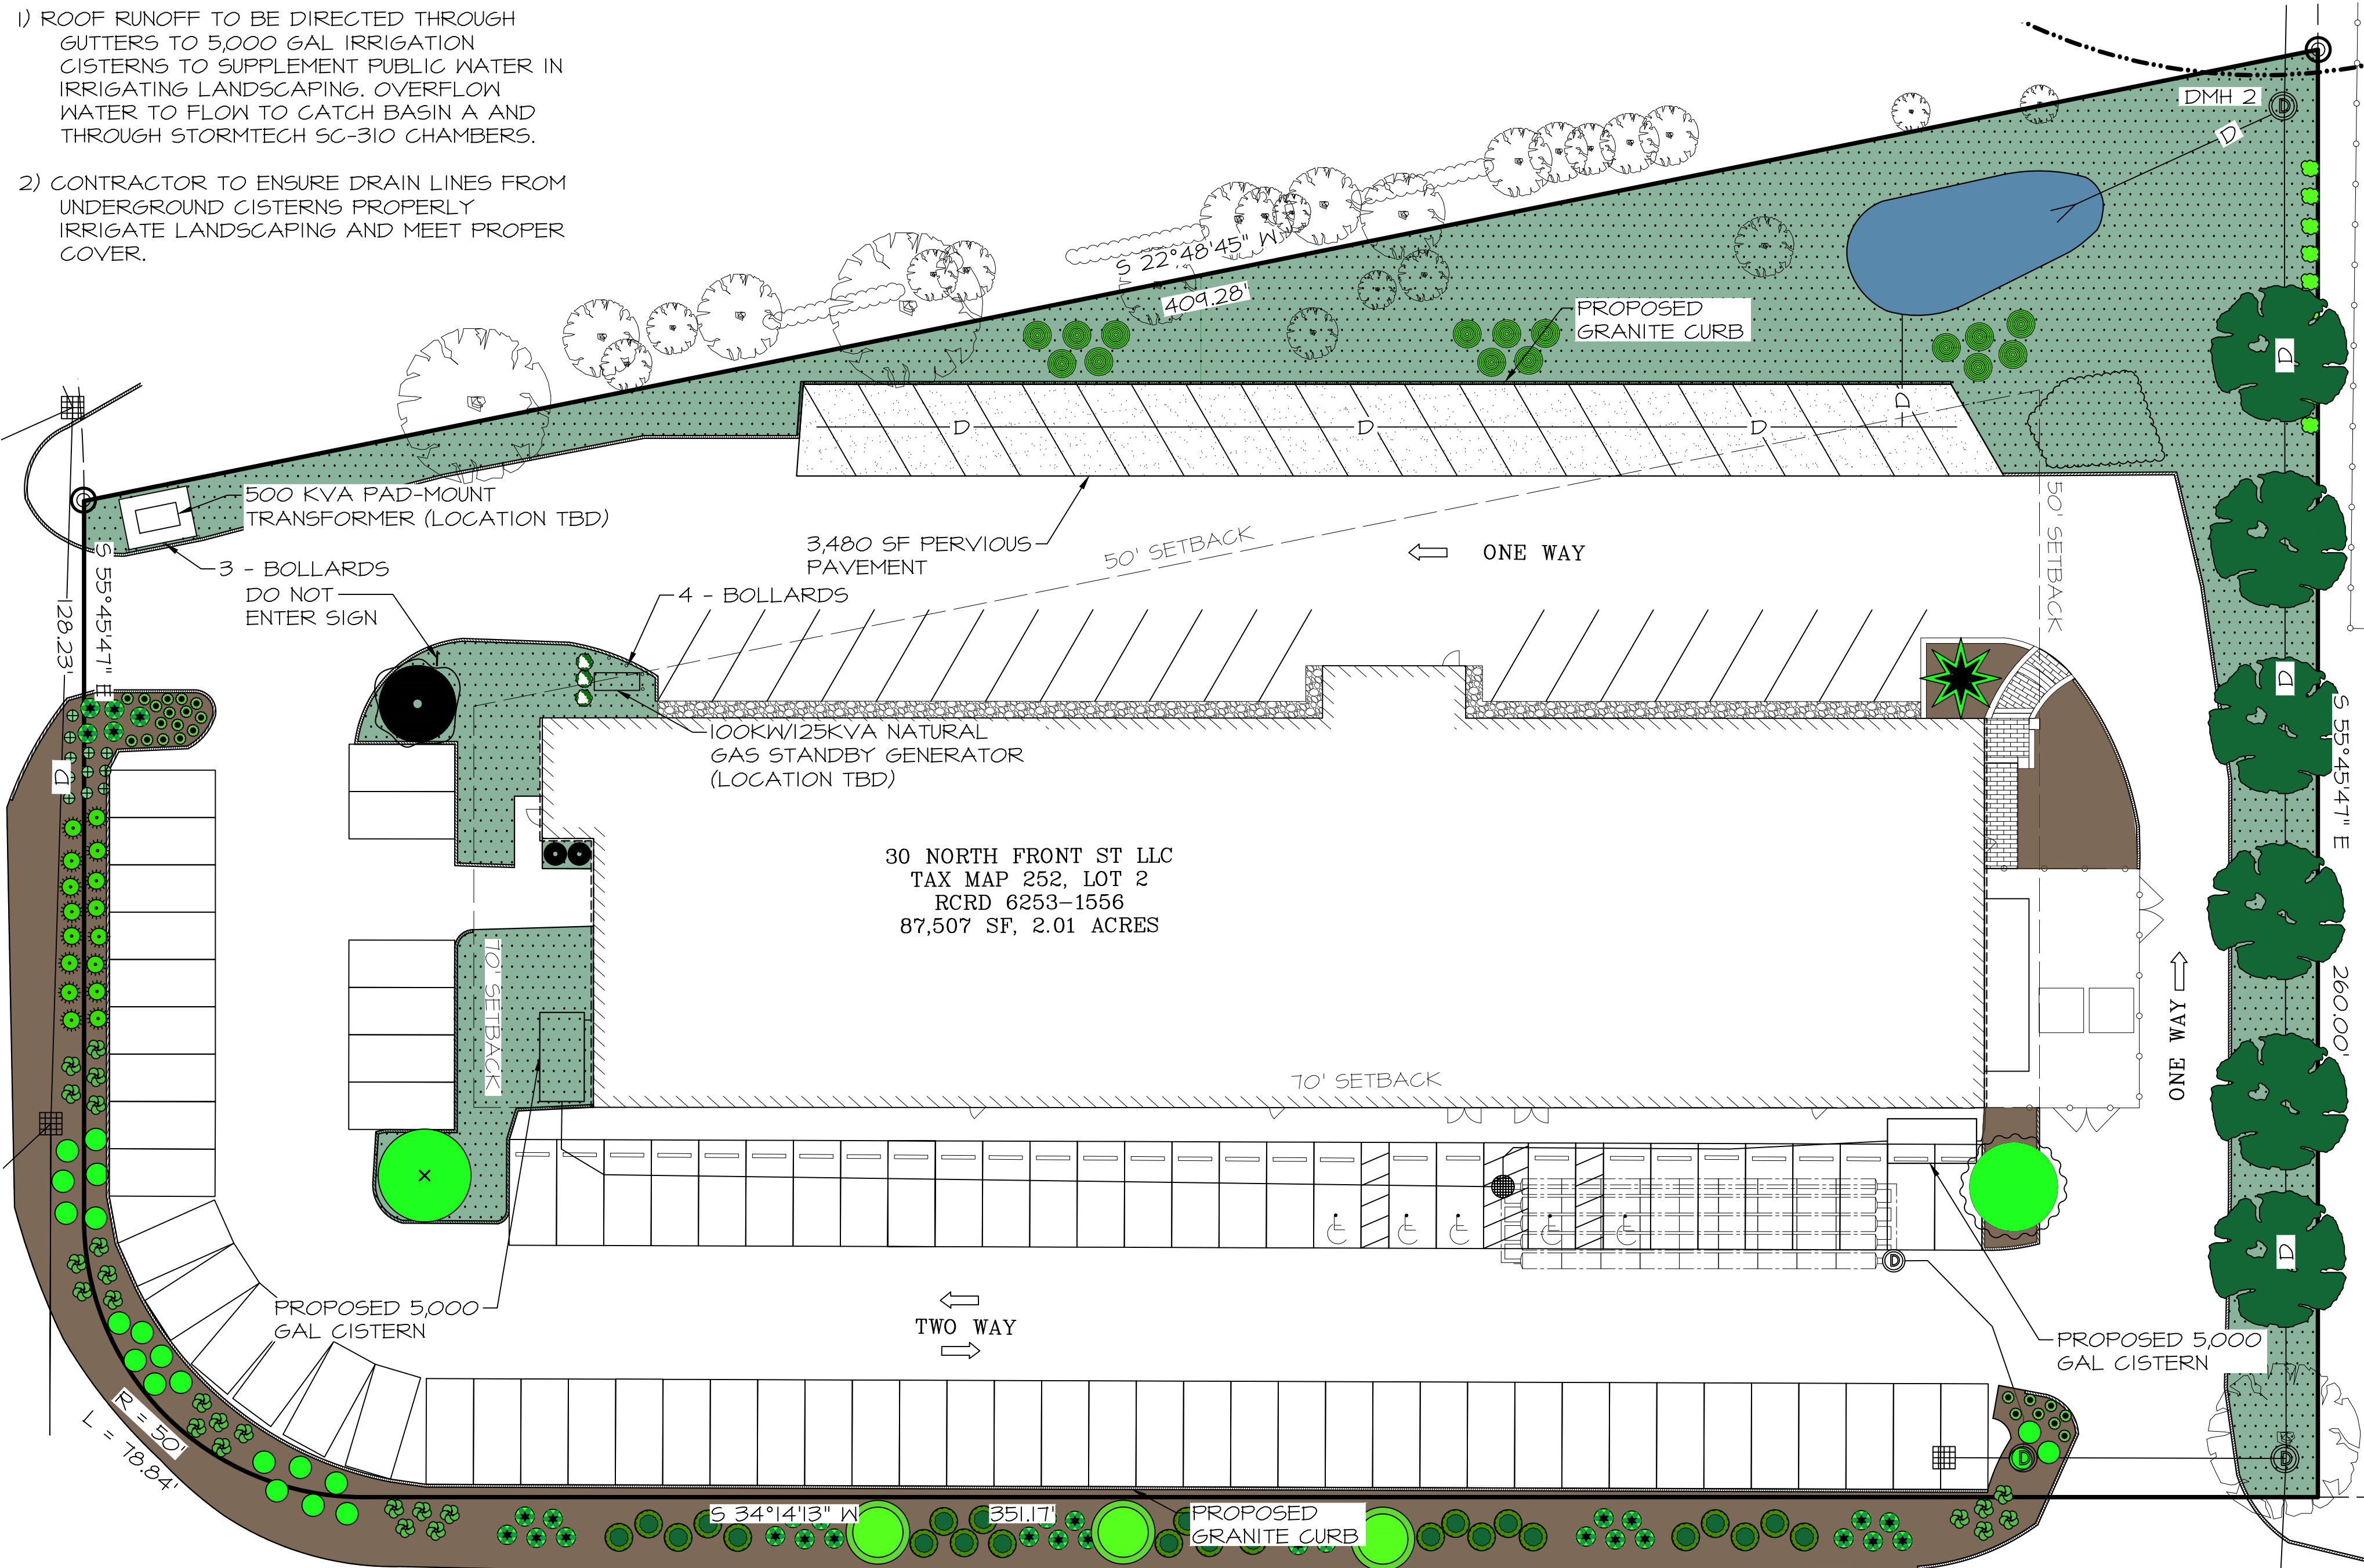 1) ROOF RUNOFF TO BE DIRECTED THROUGH
GUTTERS TO 5,000 GAL IRRIGATION
CISTERNS TO SUPPLEMENT PUBLIC WATER IN
IRRIGATING LANDSCAPING. OVERFLOW
WATER TO FLOW TO CATCH BASIN A AND
THROUGH STORMTECH SC-310 CHAMBERS.
2) CONTRACTOR TO ENSURE DRAIN LINES FROM
UNDERGROUND CISTERNS PROPERLY
IRRIGATE LANDSCAPING AND MEET PROPER
COVER.
DMH 2
D
D
S 22°48'45" W
409.28'
PROPOSED
GRANITE CURB
D
D
D
D
D
500 KVA PAD-MOUNT
TRANSFORMER (LOCATION TBD)
3 - BOLLARDS
DO NOT
ENTER SIGN
4 - BOLLARDS
3,480 SF PERVIOUS
PAVEMENT
50' SETBACK
ONE WAY
50' SETBACK
S 55°45'47" E
128.23'
D
100KW/125KVA NATURAL
GAS STANDBY GENERATOR
(LOCATION TBD)
D
S 55°45'47" E
260.00'
30 NORTH FRONT ST LLC
TAX MAP 252, LOT 2
RCRD 6253-1556
87,507 SF, 2.01 ACRES
70' SETBACK
70' SETBACK
ONE WAY
D
D
PROPOSED 5,000
GAL CISTERN
TWO WAY
PROPOSED 5,000
GAL CISTERN
R = 50'
L = 78.84'
D
D
S 34°14'13" W
351.17'
PROPOSED
GRANITE CURB